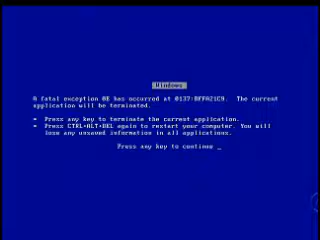 Windows
A fatal exception 0E has occurred at 0137:BFFA21C9. The current
application will be terminated.
* Press any key to terminate the current application.
* Press CTRL+ALT+DEL again to restart your computer. You will
lose any unsaved information in all applications.
Press any key to continue _